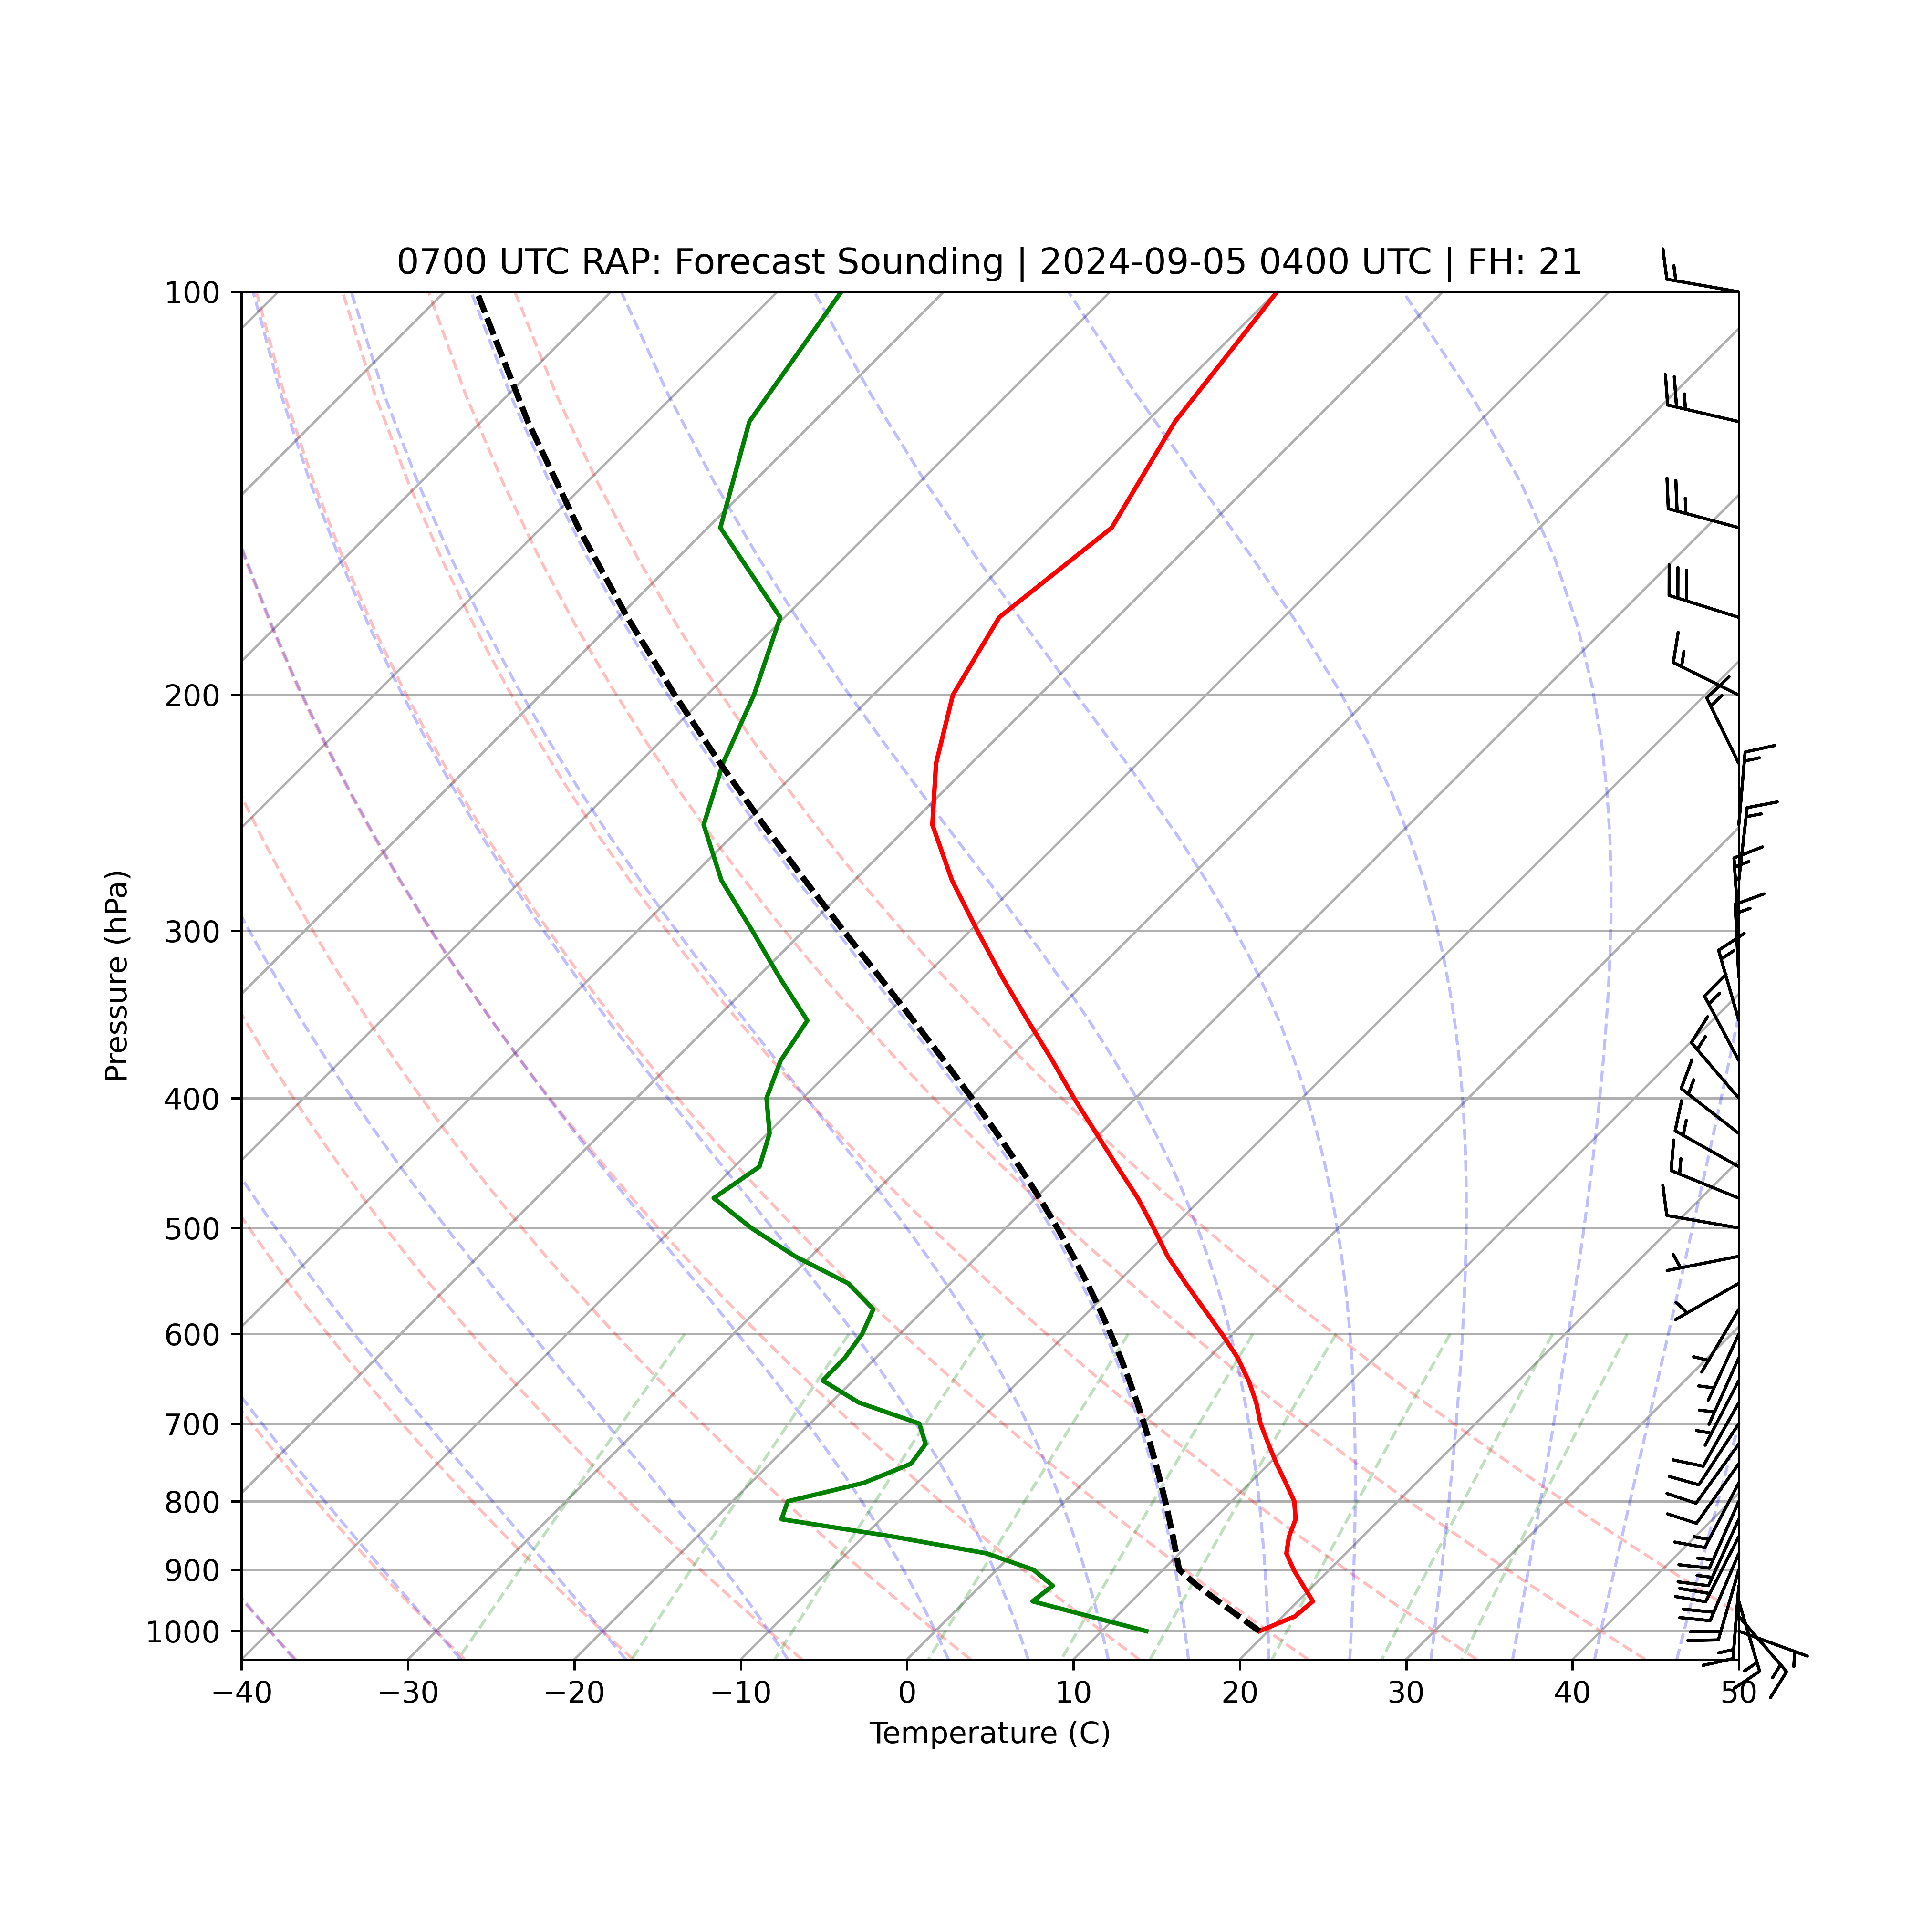 0700 UTC RAP: Forecast Sounding | 2024-09-05 0400 UTC | FH: 21
100
200
300
400
500
600
700
800
900
1000
Pressure (hPa)
−40 −30 −20 −10 0 10 20 30 40 50
Temperature (C)